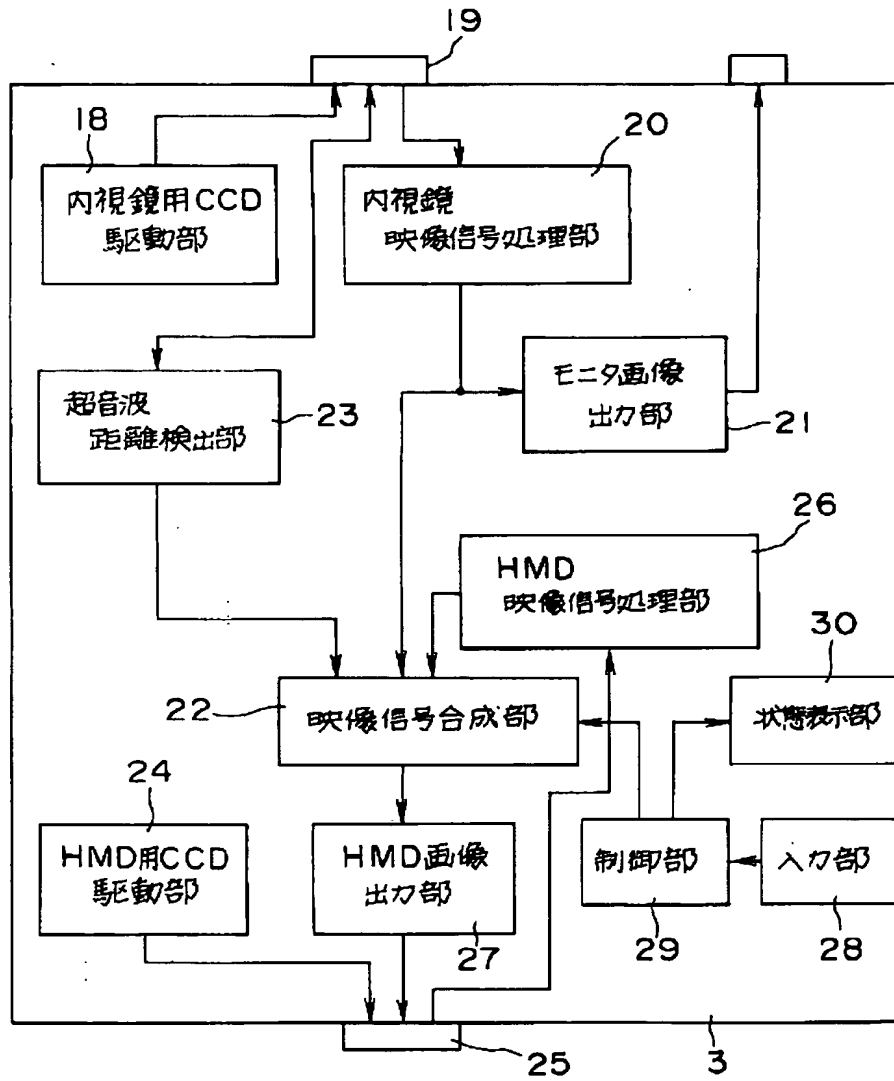 19
18
20
内視鏡用CCD
駆動部
内視鏡
映像信号処理部
超音波
距離検出部
23
モニタ画像
出力部
21
26
HMD
映像信号処理部
30
22
映像信号合成部
状態表示部
24
HMD用CCD
駆動部
HMD画像
出力部
制御部
入力部
27
29
28
25
3